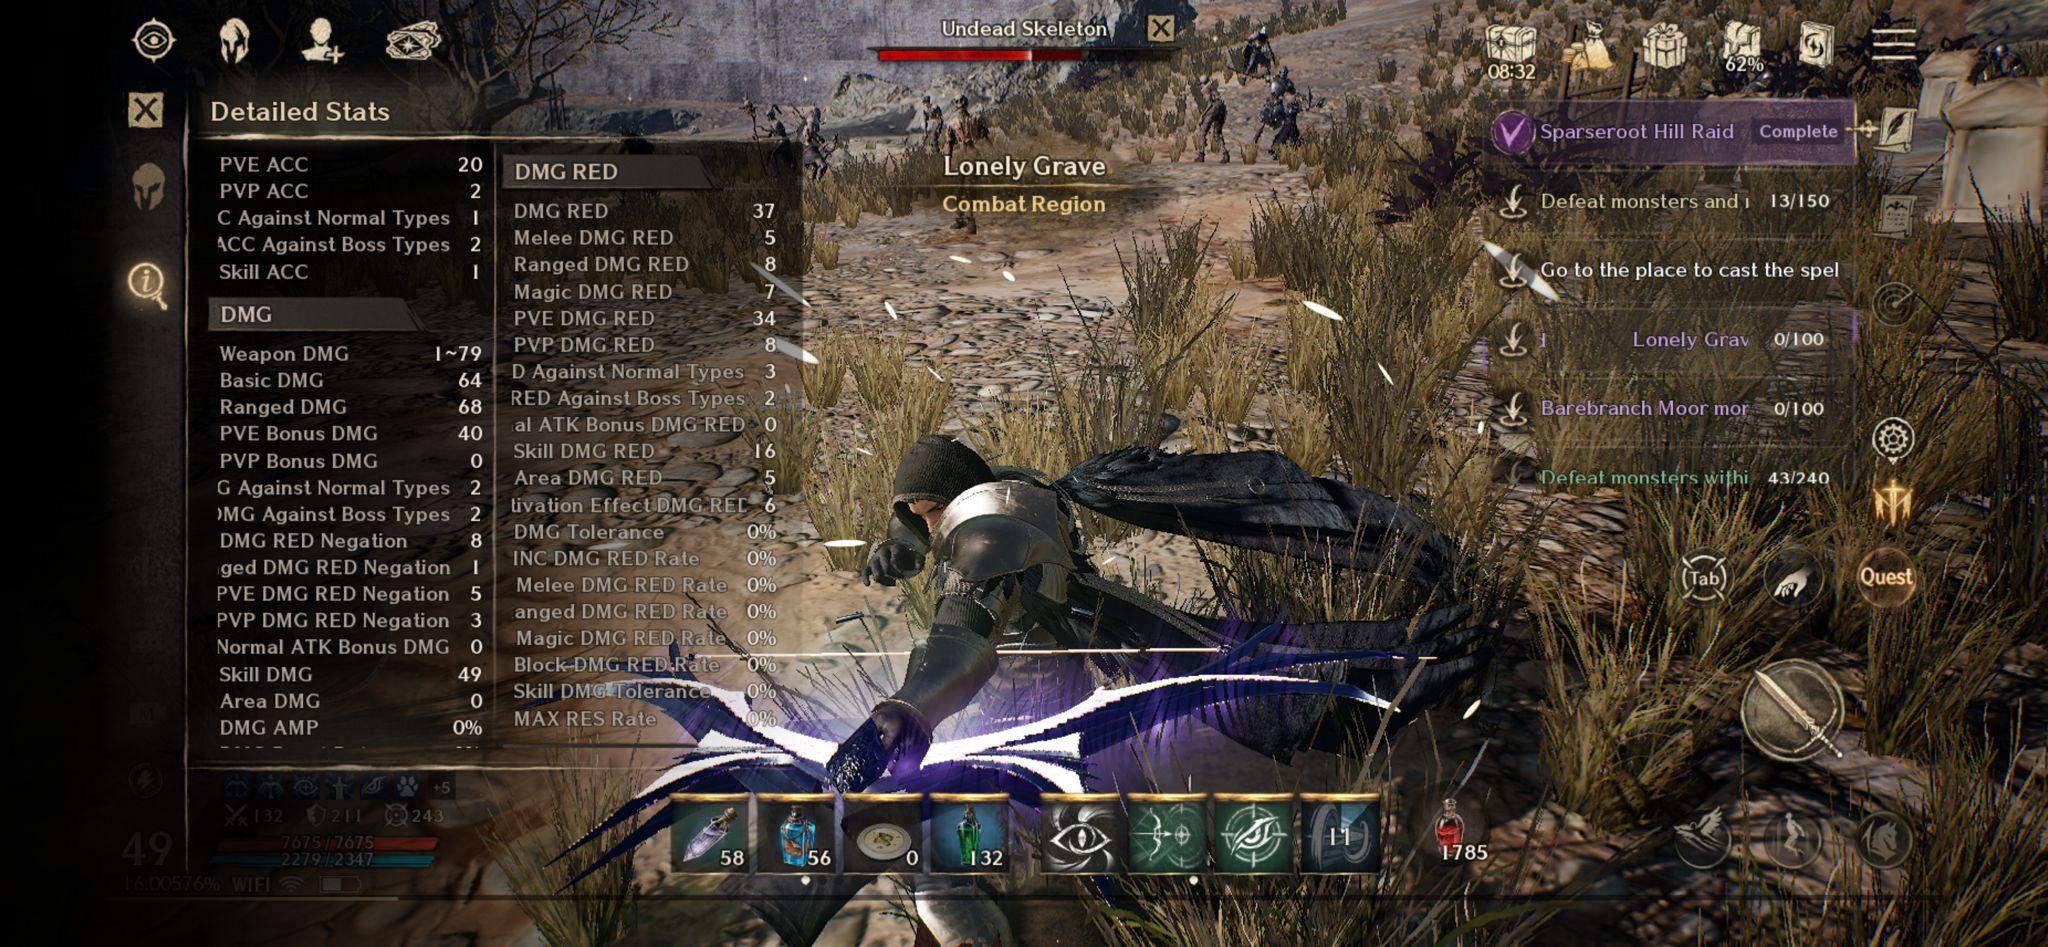 Undead Skeleton
08:32
62%
Detailed Stats
PVE ACC 20
PVP ACC 2
C Against Normal Types 1
ACC Against Boss Types 2
Skill ACC 1
DMG
Weapon DMG 1~79
Basic DMG 64
Ranged DMG 68
PVE Bonus DMG 40
PVP Bonus DMG 0
G Against Normal Types 2
DMG Against Boss Types 2
DMG RED Negation 8
ged DMG RED Negation 1
PVE DMG RED Negation 5
PVP DMG RED Negation 3
Normal ATK Bonus DMG 0
Skill DMG 49
Area DMG 0
DMG AMP 0%
DMG RED
DMG RED 37
Melee DMG RED 5
Ranged DMG RED 8
Magic DMG RED 7
PVE DMG RED 34
PVP DMG RED 8
D Against Normal Types 3
RED Against Boss Types 2
al ATK Bonus DMG RED 0
Skill DMG RED 16
Area DMG RED 5
tivation Effect DMG RED 6
DMG Tolerance 0%
INC DMG RED Rate 0%
Melee DMG RED Rate 0%
anged DMG RED Rate 0%
Magic DMG RED Rate 0%
Block DMG RED Rate 0%
Skill DMG Tolerance 0%
MAX RES Rate 0%
Lonely Grave
Combat Region
Sparseroot Hill Raid Complete
Defeat monsters and 13/150
Go to the place to cast the spel
Lonely Grav 0/100
Barebranch Moor mor 0/100
Defeat monsters withi 43/240
Tab
Quest
M
+5
132 211 243
49
7675/7675
2279/2347
16.00576% WIFI
58
56
0
132
11
1785